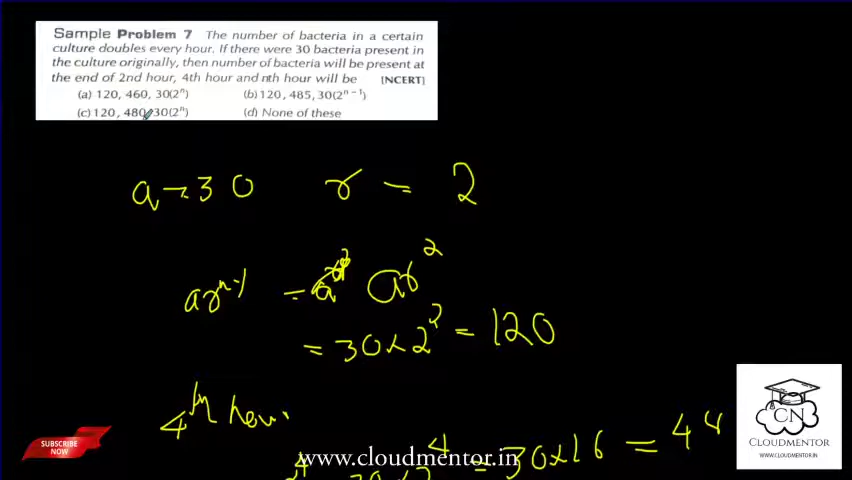 Sample Problem 7 The number of bacteria in a certain
culture doubles every hour. If there were 30 bacteria present in
the culture originally, then number of bacteria will be present at
the end of 2nd hour, 4th hour and nth hour will be [NCERT]
(a) 120, 460, 30(2ⁿ) (b) 120, 485, 30(2ⁿ⁻¹)
(c) 120, 480, 30(2ⁿ) (d) None of these
a = 30 r = 2
arⁿ⁻¹ = ar²
= 30 × 2² = 120
4th hour
= 30 × 16 = 48
SUBSCRIBE
NOW
www.cloudmentor.in
CN
CLOUDMENTOR
WWW.CLOUDMENTOR.IN